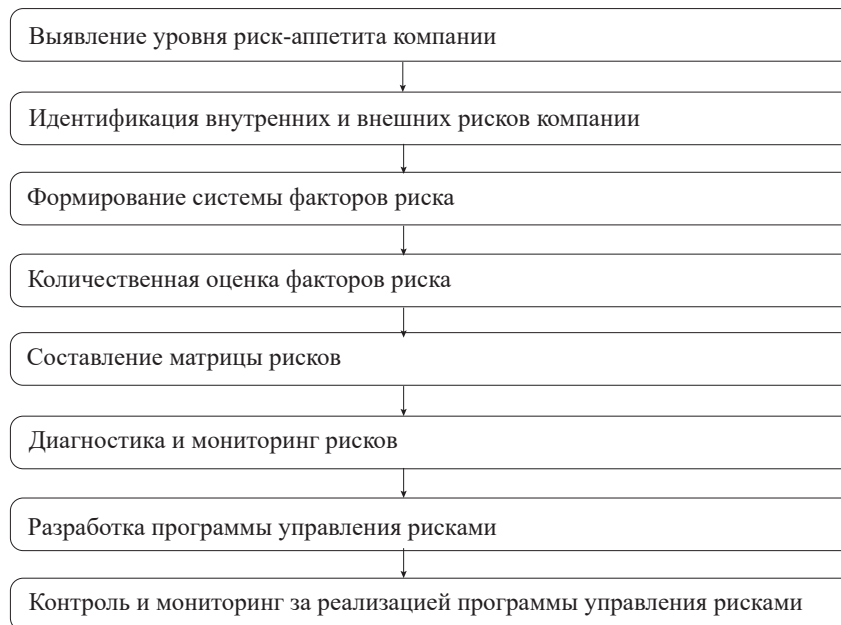 Выявление уровня риск-аппетита компании
Идентификация внутренних и внешних рисков компании
Формирование системы факторов риска
Количественная оценка факторов риска
Составление матрицы рисков
Диагностика и мониторинг рисков
Разработка программы управления рисками
Контроль и мониторинг за реализацией программы управления рисками